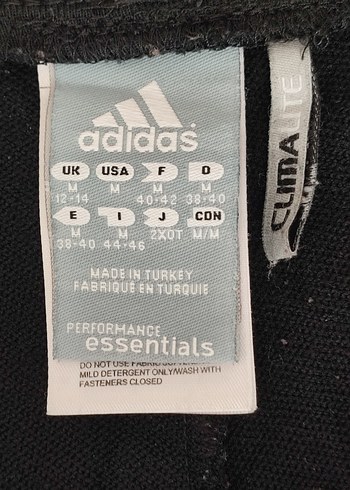 adidas
UK USA F D
M M M M
12-14 40-42 38-40
E I J CDN
M M 2XOT M/M
38-40 44-46
MADE IN TURKEY
FABRIQUÉ EN TURQUIE
PERFORMANCE
essentials
DO NOT USE FABRIC SOFTENER
MILD DETERGENT ONLY/WASH WITH
FASTENERS CLOSED
CLIMALITE